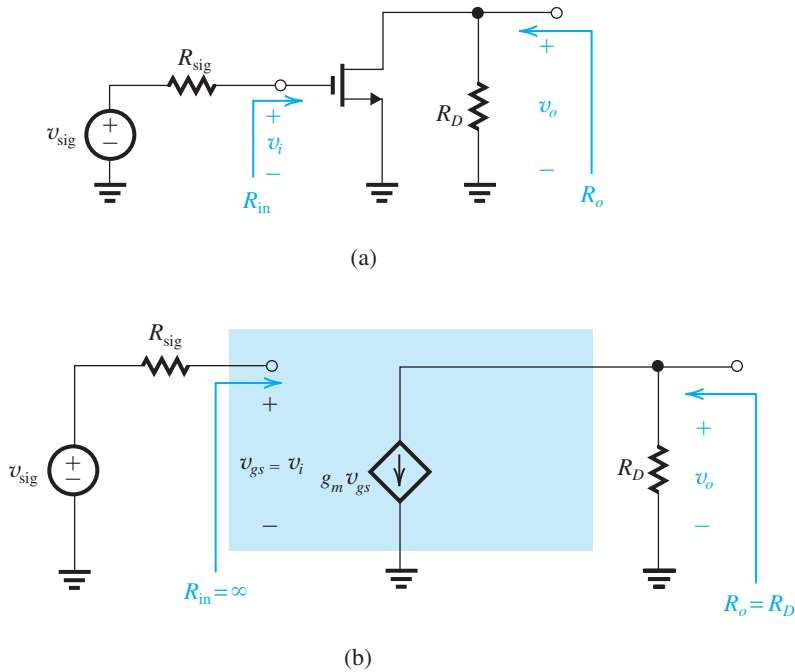 R_sig
v_sig
+
−
+
v_i
−
R_in
R_D
+
v_o
−
R_o
(a)
R_sig
v_sig
+
−
+
v_gs = v_i
−
g_m v_gs
R_D
+
v_o
−
R_in = ∞
R_o = R_D
(b)